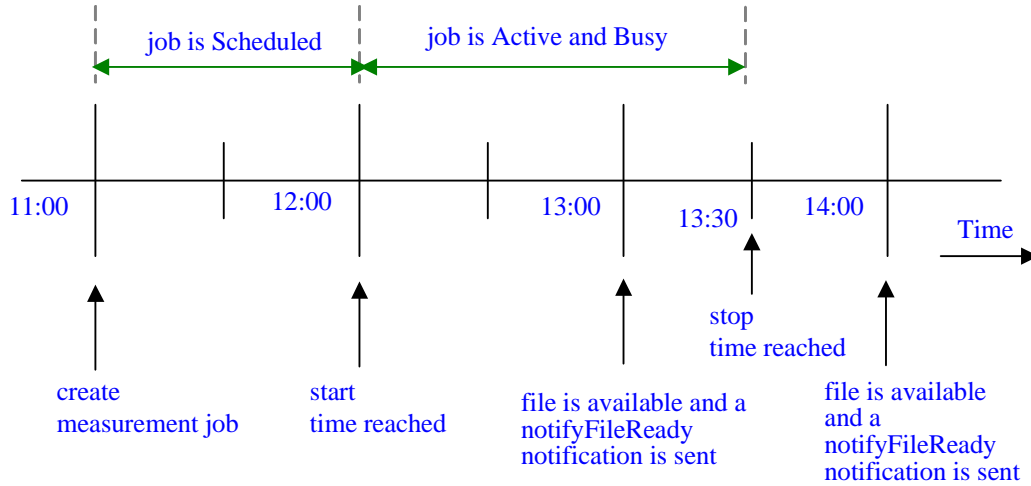 job is Scheduled
job is Active and Busy
11:00
12:00
13:00
13:30
14:00
Time
create
measurement job
start
time reached
file is available and a
notifyFileReady
notification is sent
stop
time reached
file is available
and a
notifyFileReady
notification is sent